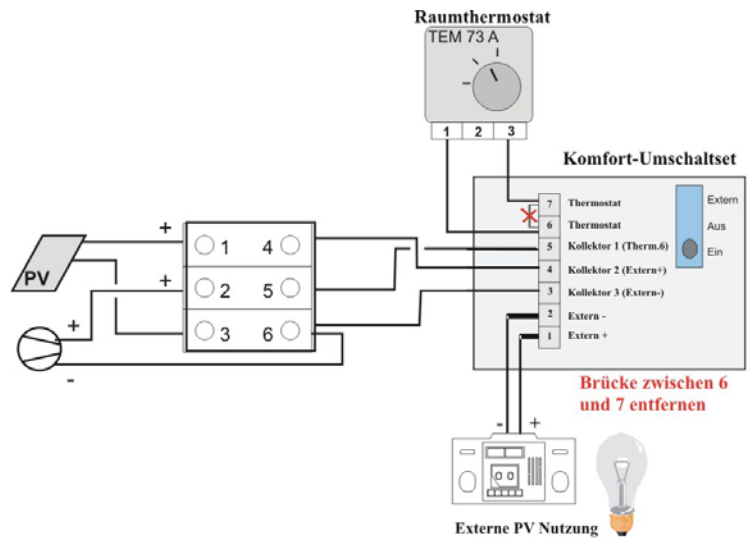 Raumthermostat
TEM 73 A
1 2 3
Komfort-Umschaltset
7 Thermostat
6 Thermostat
5 Kollektor 1 (Therm.6)
4 Kollektor 2 (Extern+)
3 Kollektor 3 (Extern-)
2 Extern -
1 Extern +
Extern
Aus
Ein
PV
+
+
+
-
1 4
2 5
3 6
Brücke zwischen 6
und 7 entfernen
- +
Externe PV Nutzung